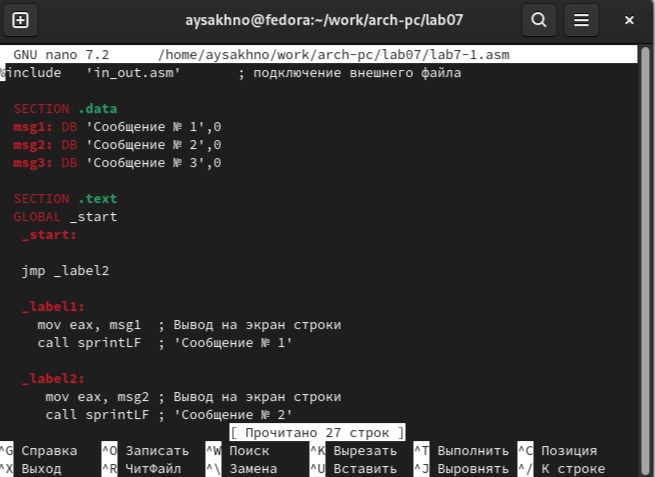 aysakhno@fedora:~/work/arch-pc/lab07
GNU nano 7.2 /home/aysakhno/work/arch-pc/lab07/lab7-1.asm
%include 'in_out.asm' ; подключение внешнего файла
SECTION .data
msg1: DB 'Сообщение № 1',0
msg2: DB 'Сообщение № 2',0
msg3: DB 'Сообщение № 3',0
SECTION .text
GLOBAL _start
_start:
jmp _label2
_label1:
mov eax, msg1 ; Вывод на экран строки
call sprintLF ; 'Сообщение № 1'
_label2:
mov eax, msg2 ; Вывод на экран строки
call sprintLF ; 'Сообщение № 2'
[ Прочитано 27 строк ]
^G Справка ^O Записать ^W Поиск ^K Вырезать ^T Выполнить ^C Позиция
^X Выход ^R ЧитФайл ^\ Замена ^U Вставить ^J Выровнять ^/ К строке